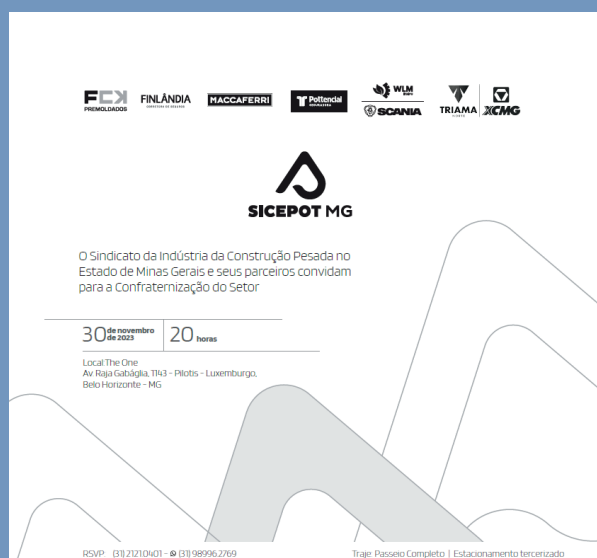 FCK PREMOLDADOS
FINLÂNDIA
MACCAFERRI
Pottencial SEGURADORA
WLM
SCANIA
TRIAMA
XCMG
SICEPOT MG
O Sindicato da Indústria da Construção Pesada no
Estado de Minas Gerais e seus parceiros convidam
para a Confraternização do Setor
30 de novembro de 2023 20 horas
Local: The One
Av. Raja Gabáglia, 1143 - Pilotis - Luxemburgo,
Belo Horizonte - MG
RSVP (31) 2121.0401 - (31) 98996.2769
Traje: Passeio Completo | Estacionamento terceirizado